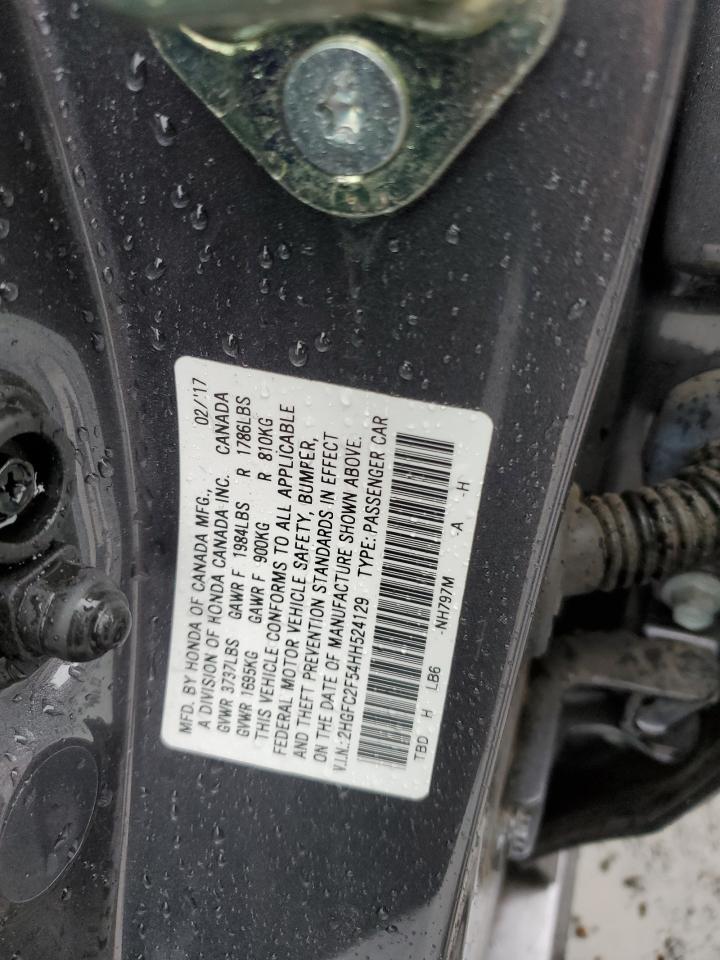 MFD. BY HONDA OF CANADA MFG., 02/'17
A DIVISION OF HONDA CANADA INC. CANADA
GVWR 3737LBS GAWR F 1984LBS R 1786LBS
GVWR 1695KG GAWR F 900KG R 810KG
THIS VEHICLE CONFORMS TO ALL APPLICABLE
FEDERAL MOTOR VEHICLE SAFETY, BUMPER,
AND THEFT PREVENTION STANDARDS IN EFFECT
ON THE DATE OF MANUFACTURE SHOWN ABOVE.
V.I.N.: 2HGFC2F54HH524129 TYPE: PASSENGER CAR
TBD H LB6 -NH797M -A -H